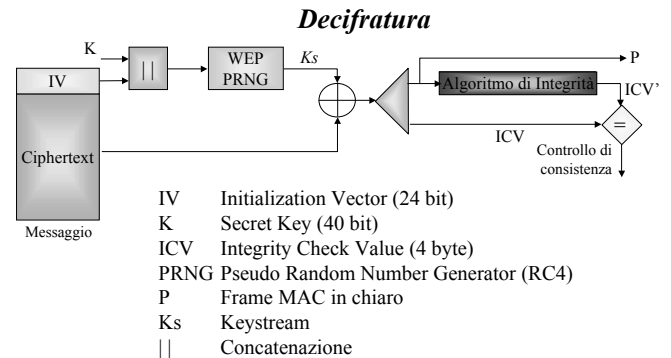 Decifratura
K
IV
Ciphertext
Messaggio
||
WEP
PRNG
Ks
P
Algoritmo di Integrità
ICV'
ICV
=
Controllo di
consistenza
IV Initialization Vector (24 bit)
K Secret Key (40 bit)
ICV Integrity Check Value (4 byte)
PRNG Pseudo Random Number Generator (RC4)
P Frame MAC in chiaro
Ks Keystream
|| Concatenazione